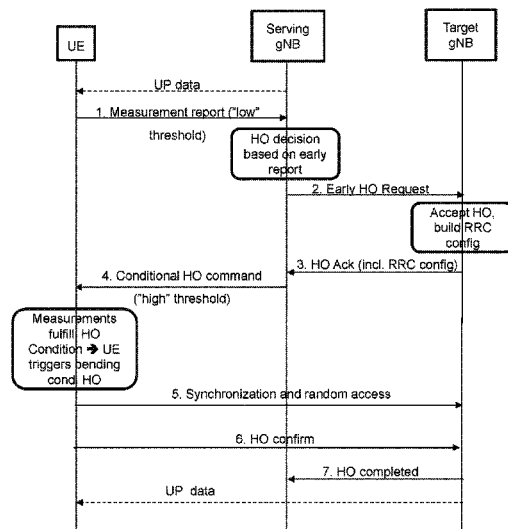 Serving
gNB
Target
gNB
UE
UP data
1. Measurement report ("low"
threshold)
HO decision
based on early
report
2. Early HO Request
Accept HO,
build RRC
config
3. HO Ack (incl. RRC config)
4. Conditional HO command
("high" threshold)
Measurements
fulfill HO
Condition ➔ UE
triggers pending
cond. HO
5. Synchronization and random access
6. HO confirm
7. HO completed
UP data